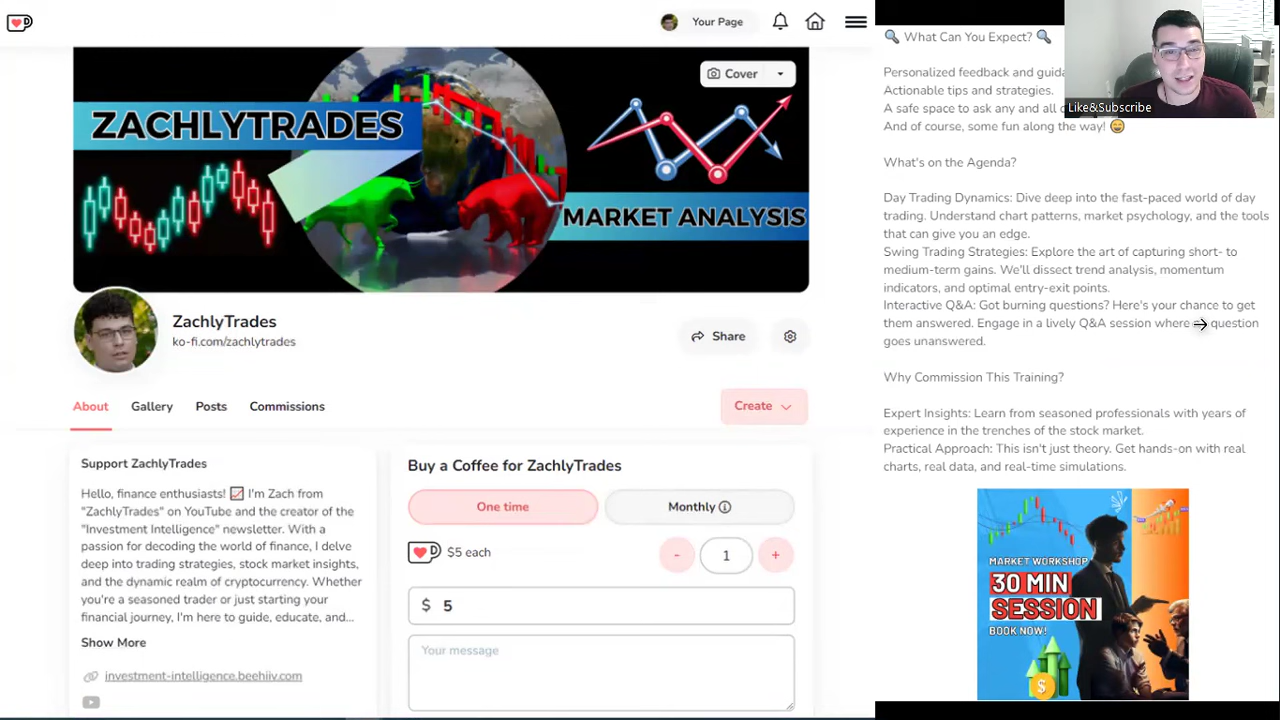 Your Page
Cover
ZACHLYTRADES
MARKET ANALYSIS
ZachlyTrades
ko-fi.com/zachlytrades
Share
About
Gallery
Posts
Commissions
Create
Support ZachlyTrades
Hello, finance enthusiasts! 📈 I'm Zach from
"ZachlyTrades" on YouTube and the creator of the
"Investment Intelligence" newsletter. With a
passion for decoding the world of finance, I delve
deep into trading strategies, stock market insights,
and the dynamic realm of cryptocurrency. Whether
you're a seasoned trader or just starting your
financial journey, I'm here to guide, educate, and...
Show More
investment-intelligence.beehiiv.com
Buy a Coffee for ZachlyTrades
One time
Monthly
$5 each
- 1 +
$ 5
Your message
🔍 What Can You Expect? 🔍
Personalized feedback and
Actionable tips and strategies.
A safe space to ask any and all
And of course, some fun along the way! 😄
Like&Subscribe
What's on the Agenda?
Day Trading Dynamics: Dive deep into the fast-paced world of day
trading. Understand chart patterns, market psychology, and the tools
that can give you an edge.
Swing Trading Strategies: Explore the art of capturing short- to
medium-term gains. We'll dissect trend analysis, momentum
indicators, and optimal entry-exit points.
Interactive Q&A: Got burning questions? Here's your chance to get
them answered. Engage in a lively Q&A session where question
goes unanswered.
Why Commission This Training?
Expert Insights: Learn from seasoned professionals with years of
experience in the trenches of the stock market.
Practical Approach: This isn't just theory. Get hands-on with real
charts, real data, and real-time simulations.
MARKET WORKSHOP
30 MIN
SESSION
BOOK NOW!
$